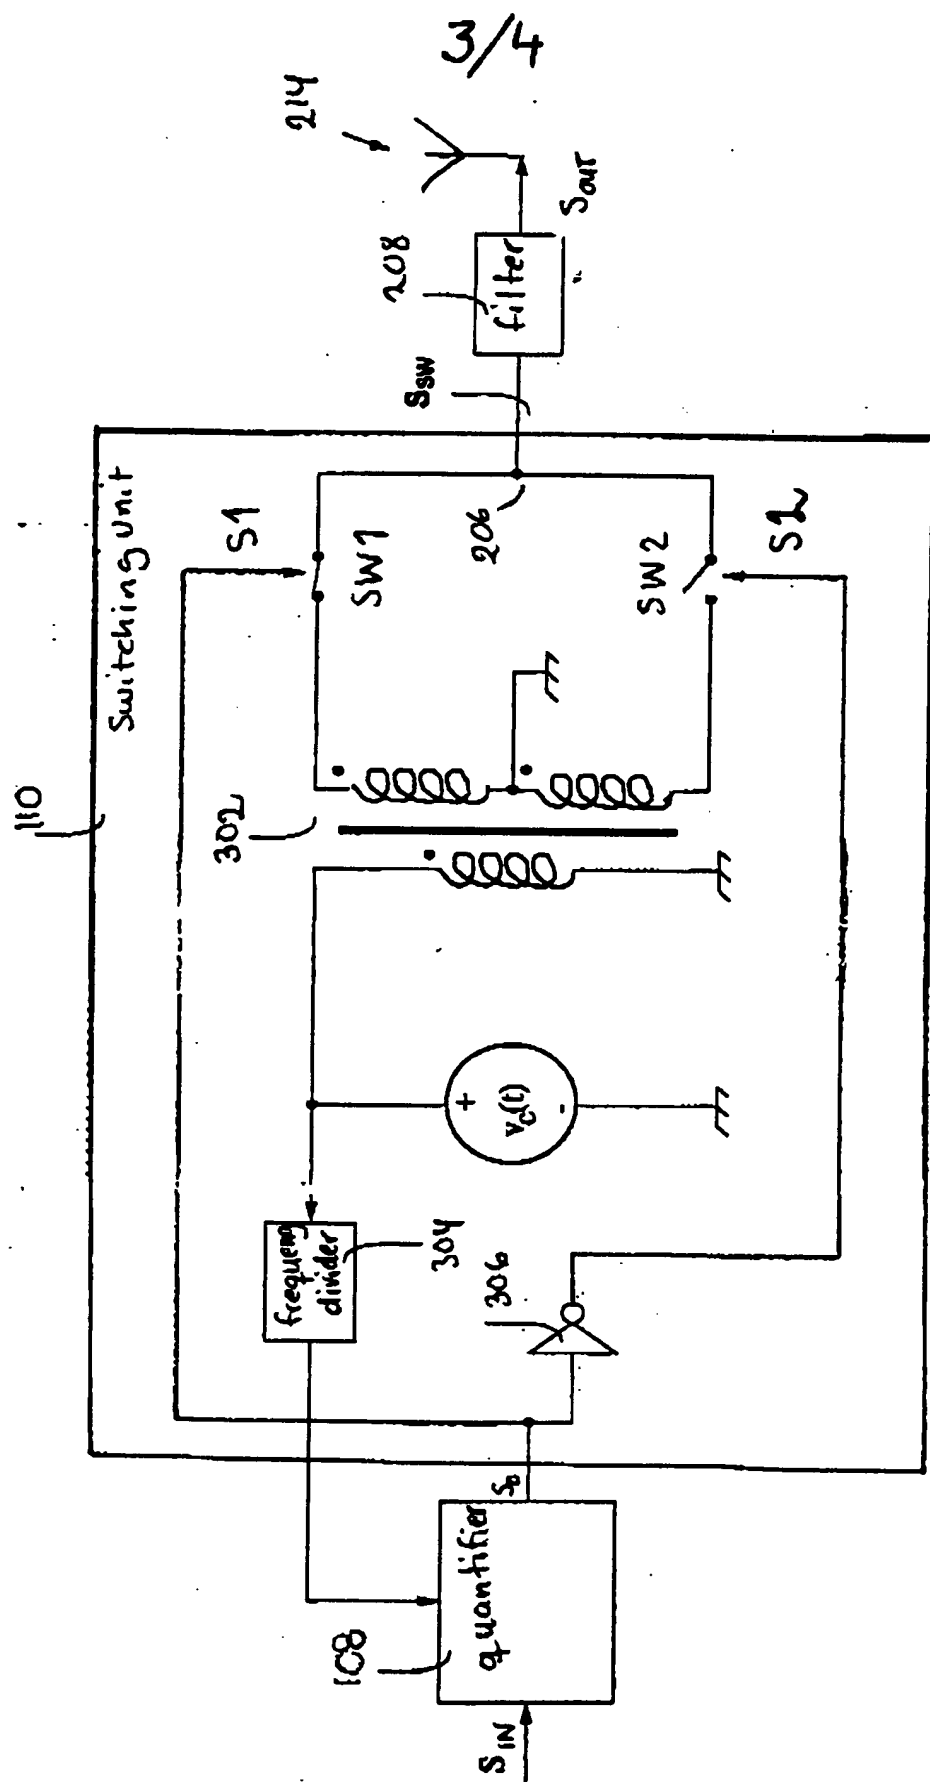 3/4
214
Sout
208
filter
Ssw
Switching unit
110
S1
SW1
206
SW2
S2
302
+
vc(t)
-
frequency
divider
304
306
SD
quantifier
108
SIN